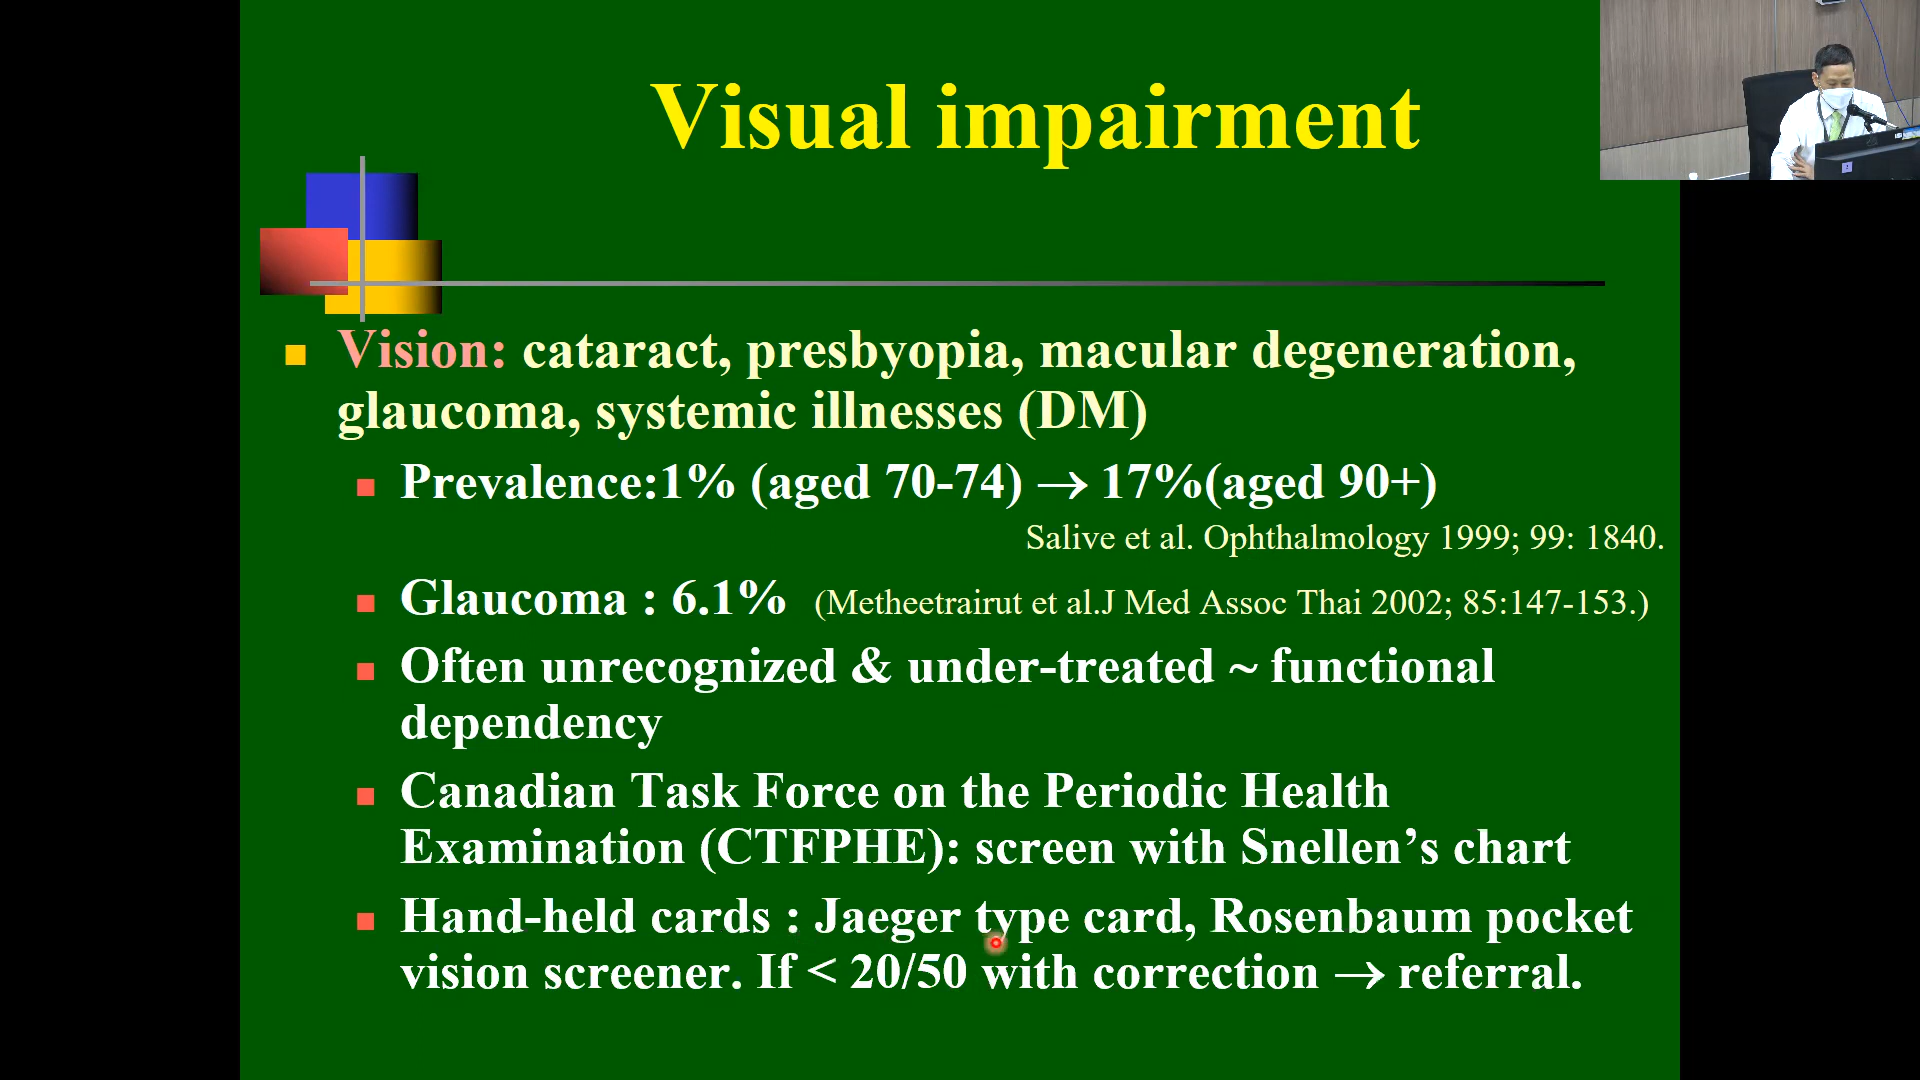 Visual impairment
Vision: cataract, presbyopia, macular degeneration,
glaucoma, systemic illnesses (DM)
Prevalence:1% (aged 70-74) → 17%(aged 90+)
Salive et al. Ophthalmology 1999; 99: 1840.
Glaucoma : 6.1% (Metheetrairut et al.J Med Assoc Thai 2002; 85:147-153.)
Often unrecognized & under-treated ~ functional
dependency
Canadian Task Force on the Periodic Health
Examination (CTFPHE): screen with Snellen’s chart
Hand-held cards : Jaeger type card, Rosenbaum pocket
vision screener. If < 20/50 with correction → referral.